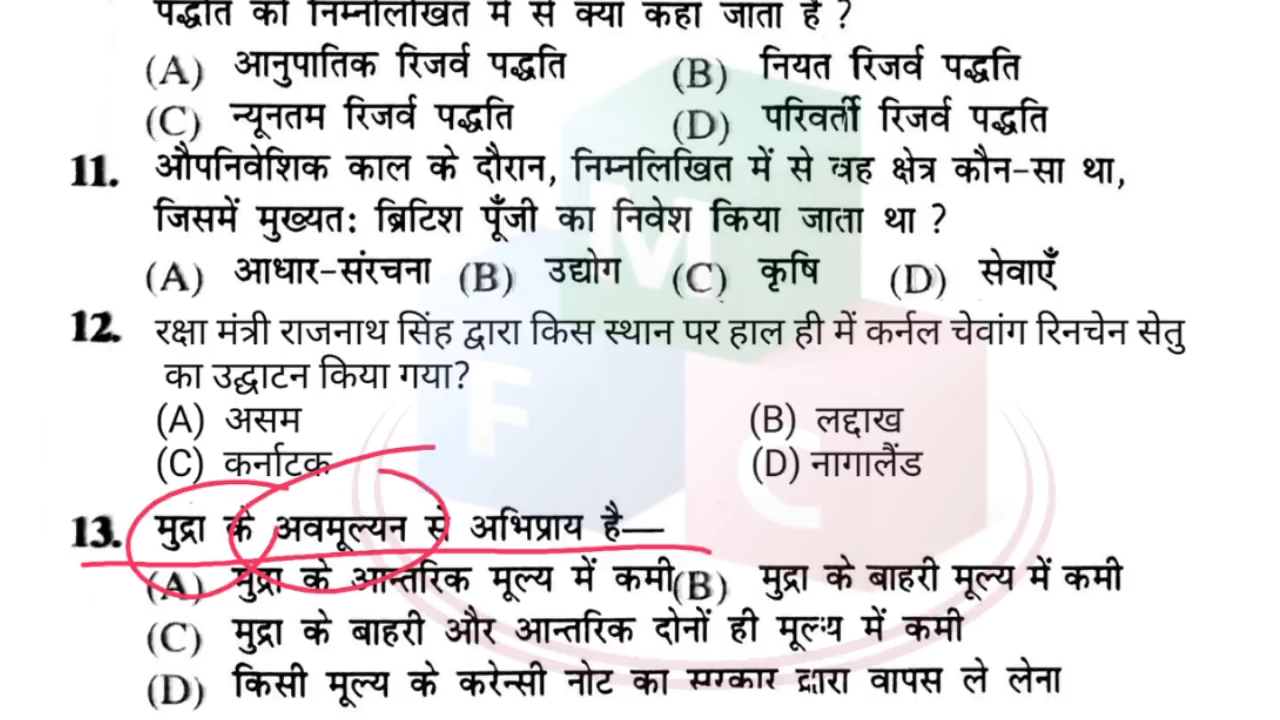 पद्धति को निम्नलिखित में से क्या कहा जाता है ?
(A) आनुपातिक रिजर्व पद्धति (B) नियत रिजर्व पद्धति
(C) न्यूनतम रिजर्व पद्धति (D) परिवर्ती रिजर्व पद्धति
11. औपनिवेशिक काल के दौरान, निम्नलिखित में से वह क्षेत्र कौन-सा था,
जिसमें मुख्यत: ब्रिटिश पूँजी का निवेश किया जाता था ?
(A) आधार-संरचना (B) उद्योग (C) कृषि (D) सेवाएँ
12. रक्षा मंत्री राजनाथ सिंह द्वारा किस स्थान पर हाल ही में कर्नल चेवांग रिनचेन सेतु
का उद्घाटन किया गया?
(A) असम (B) लद्दाख
(C) कर्नाटक (D) नागालैंड
13. मुद्रा के अवमूल्यन से अभिप्राय है—
(A) मुद्रा के आन्तरिक मूल्य में कमी (B) मुद्रा के बाहरी मूल्य में कमी
(C) मुद्रा के बाहरी और आन्तरिक दोनों ही मूल्य में कमी
(D) किसी मूल्य के करेन्सी नोट का सरकार द्वारा वापस ले लेना
M
F
C